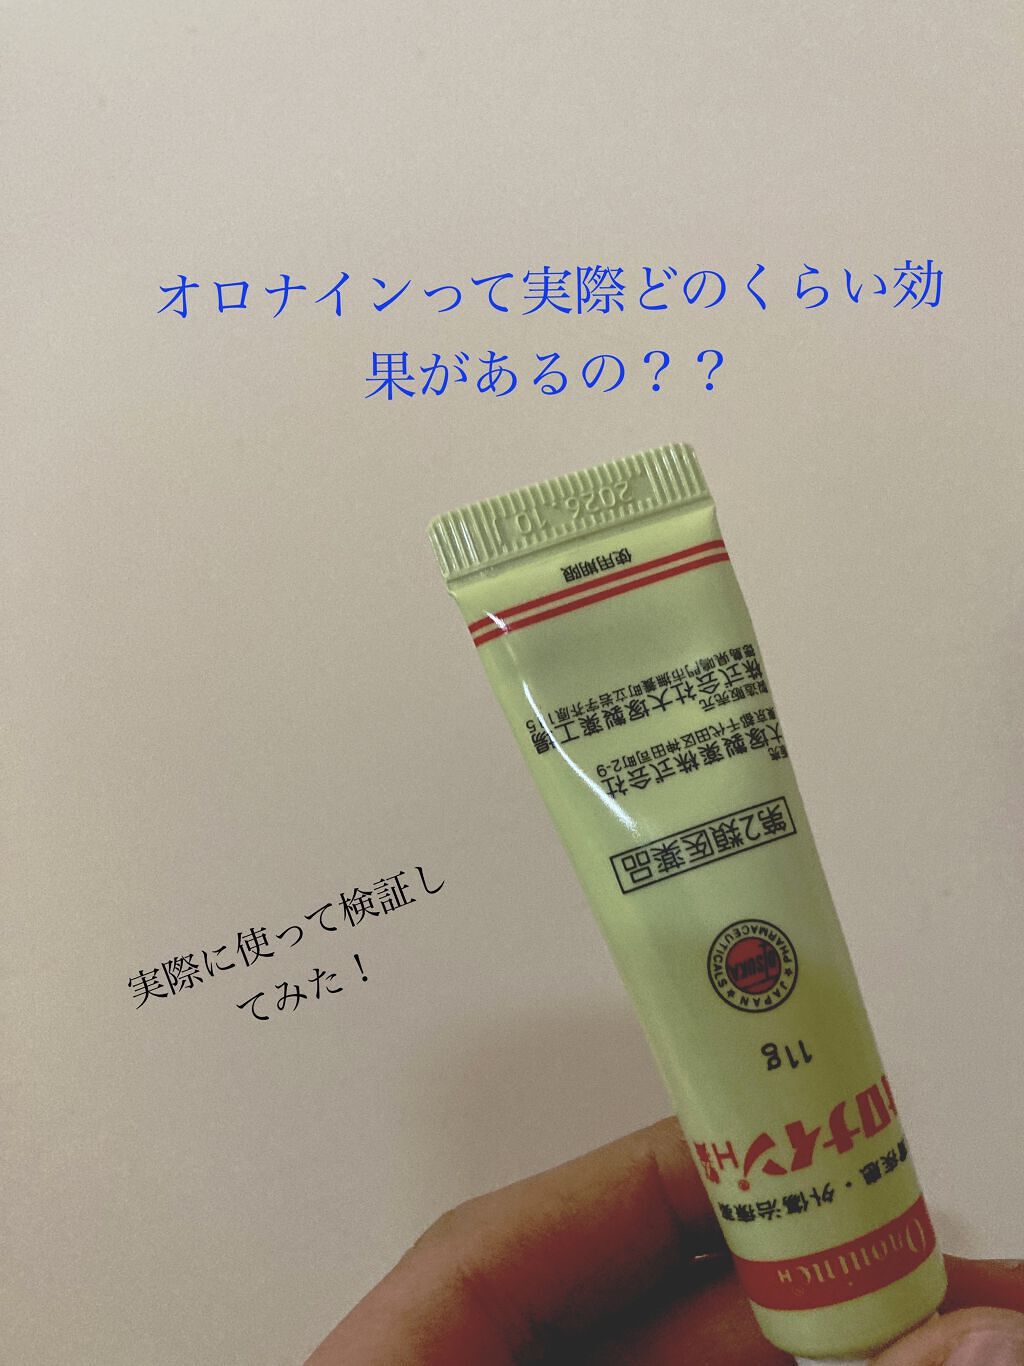 オロナインって実際どのくらい効
果があるの？？
実際に使って検証し
てみた！
2026.10
使用期限
徳島県鳴門市撫養町立岩字芥原115
株式会社大塚製薬工場
製造販売元
東京都千代田区神田司町2-9
大塚製薬株式会社
第2類医薬品
JAPAN
Otsuka
PHARMACEUTICALS
11g
オロナイン®H軟膏
疾患・外傷治療薬
OronineH®